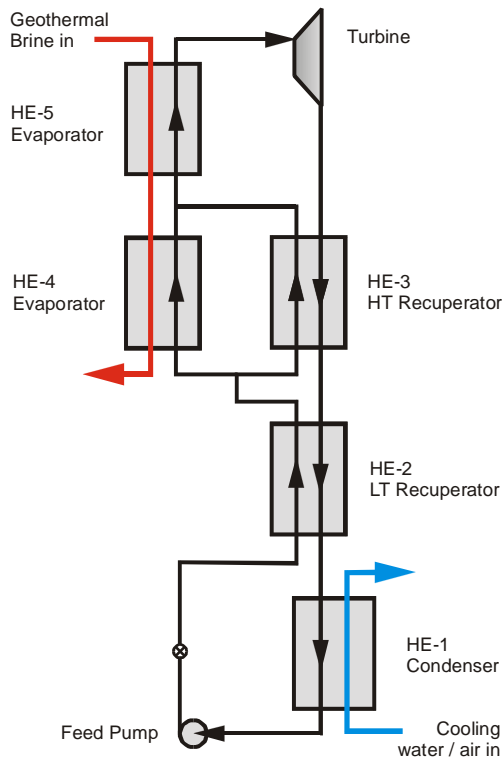 Geothermal
Brine in
Turbine
HE-5
Evaporator
HE-4
Evaporator
HE-3
HT Recuperator
HE-2
LT Recuperator
HE-1
Condenser
Feed Pump
Cooling
water / air in